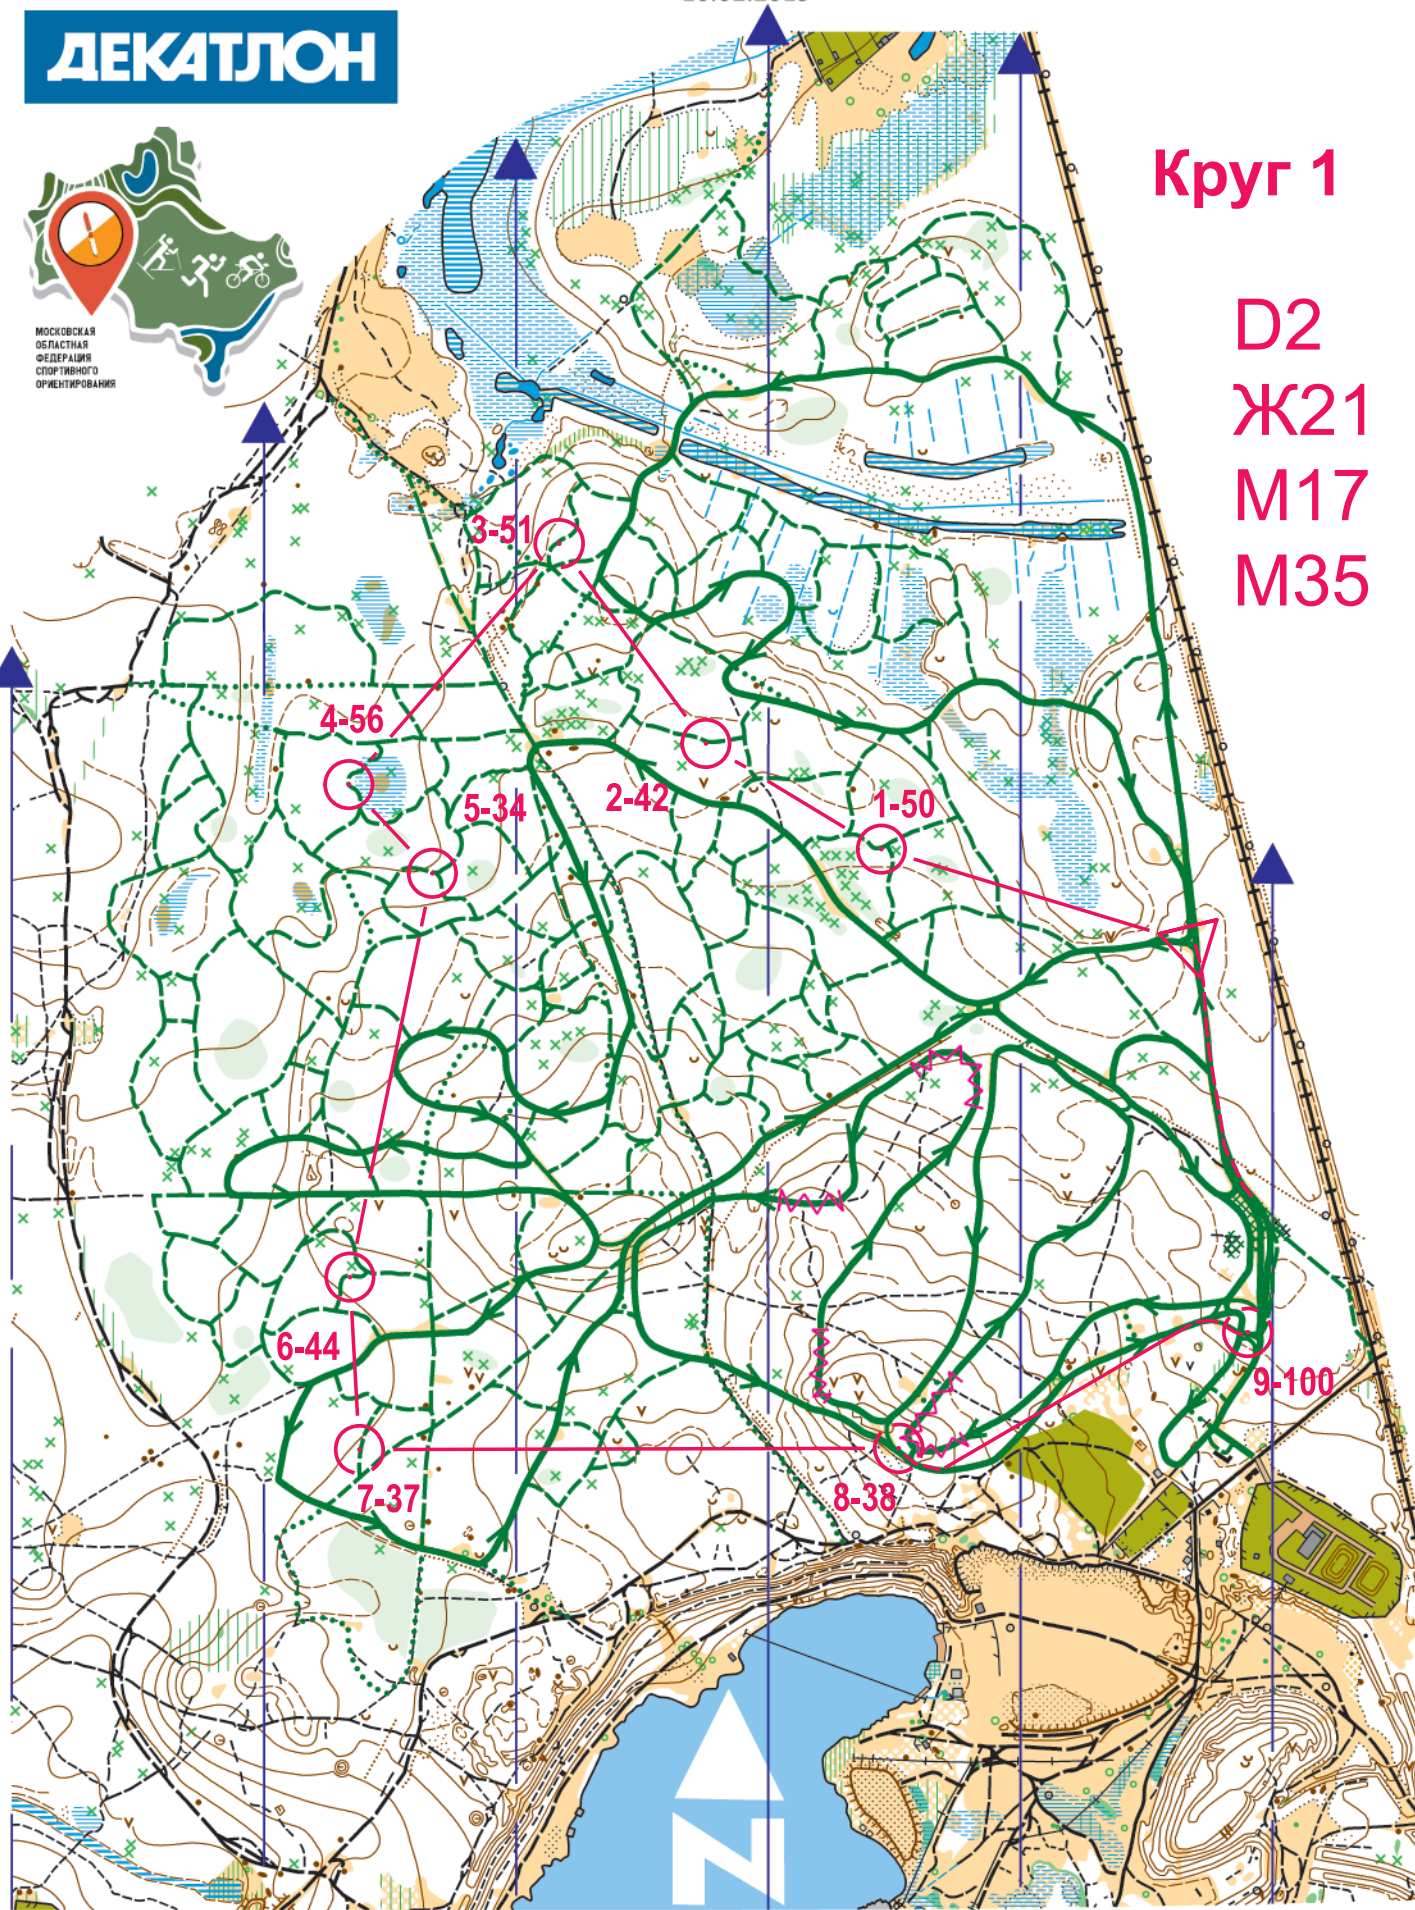 ДЕКАТЛОН
МОСКОВСКАЯ
ОБЛАСТНАЯ
ФЕДЕРАЦИЯ
СПОРТИВНОГО
ОРИЕНТИРОВАНИЯ
Круг 1
D2
Ж21
М17
М35
3-51
4-56
5-34
2-42
1-50
6-44
9-100
7-37
8-38
N